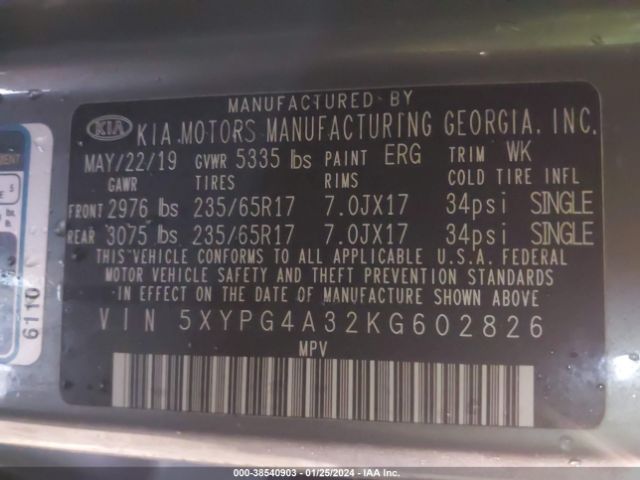 MANUFACTURED BY
KIA KIA MOTORS MANUFACTURING GEORGIA, INC.
MAY/22/19 GVWR 5335 lbs PAINT ERG TRIM WK
GAWR TIRES RIMS COLD TIRE INFL
FRONT 2976 lbs 235/65R17 7.0JX17 34psi SINGLE
REAR 3075 lbs 235/65R17 7.0JX17 34psi SINGLE
THIS VEHICLE CONFORMS TO ALL APPLICABLE U.S.A. FEDERAL
MOTOR VEHICLE SAFETY AND THEFT PREVENTION STANDARDS
IN EFFECT ON THE DATE OF MANUFACTURE SHOWN ABOVE.
VIN 5XYPG4A32KG602826
MPV
6110
000-38540903 - 01/25/2024 - IAA Inc.